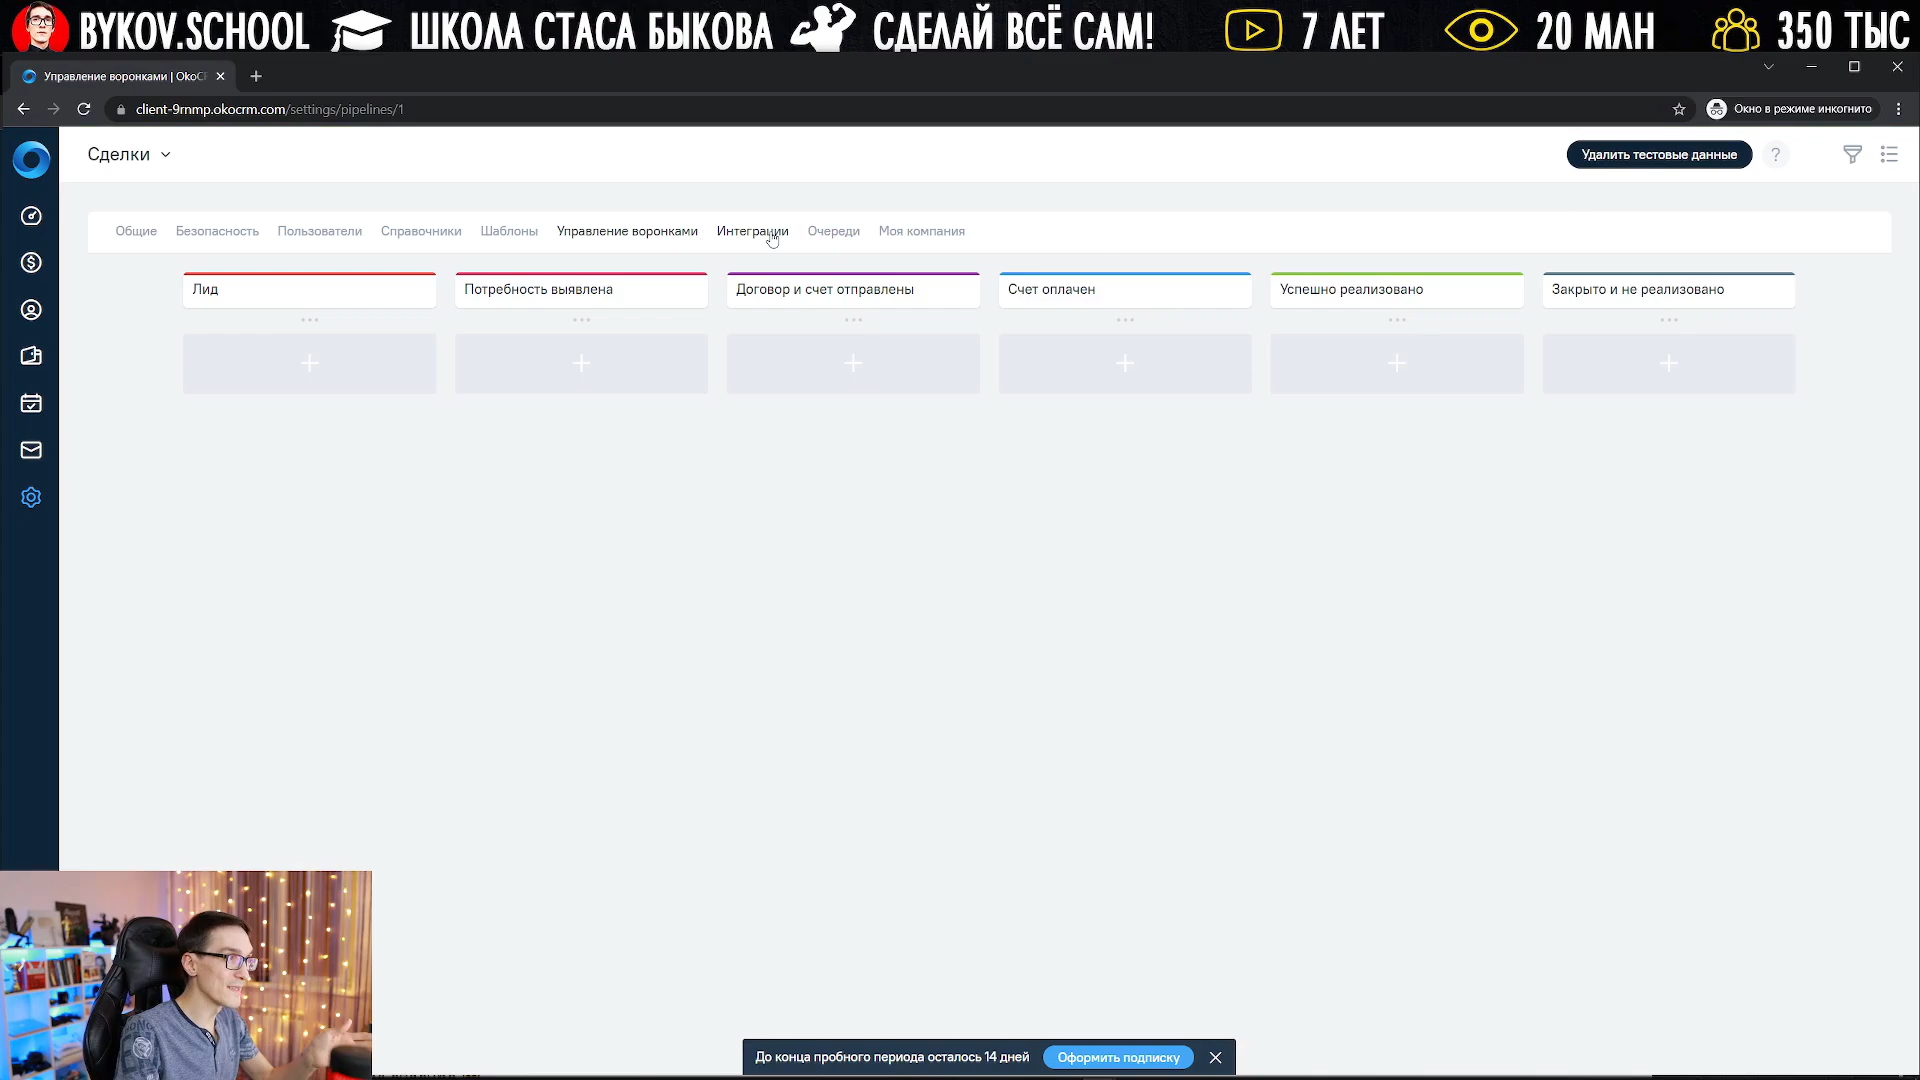 BYKOV.SCHOOL ШКОЛА СТАСА БЫКОВА СДЕЛАЙ ВСЁ САМ! 7 ЛЕТ 20 МЛН 350 ТЫС
Управление воронками | OkoC
client-9rnmp.okocrm.com/settings/pipelines/1
Окно в режиме инкогнито
Сделки
Удалить тестовые данные
?
Общие Безопасность Пользователи Справочники Шаблоны Управление воронками Интеграции Очереди Моя компания
Лид Потребность выявлена Договор и счет отправлены Счет оплачен Успешно реализовано Закрыто и не реализовано
До конца пробного периода осталось 14 дней Оформить подписку